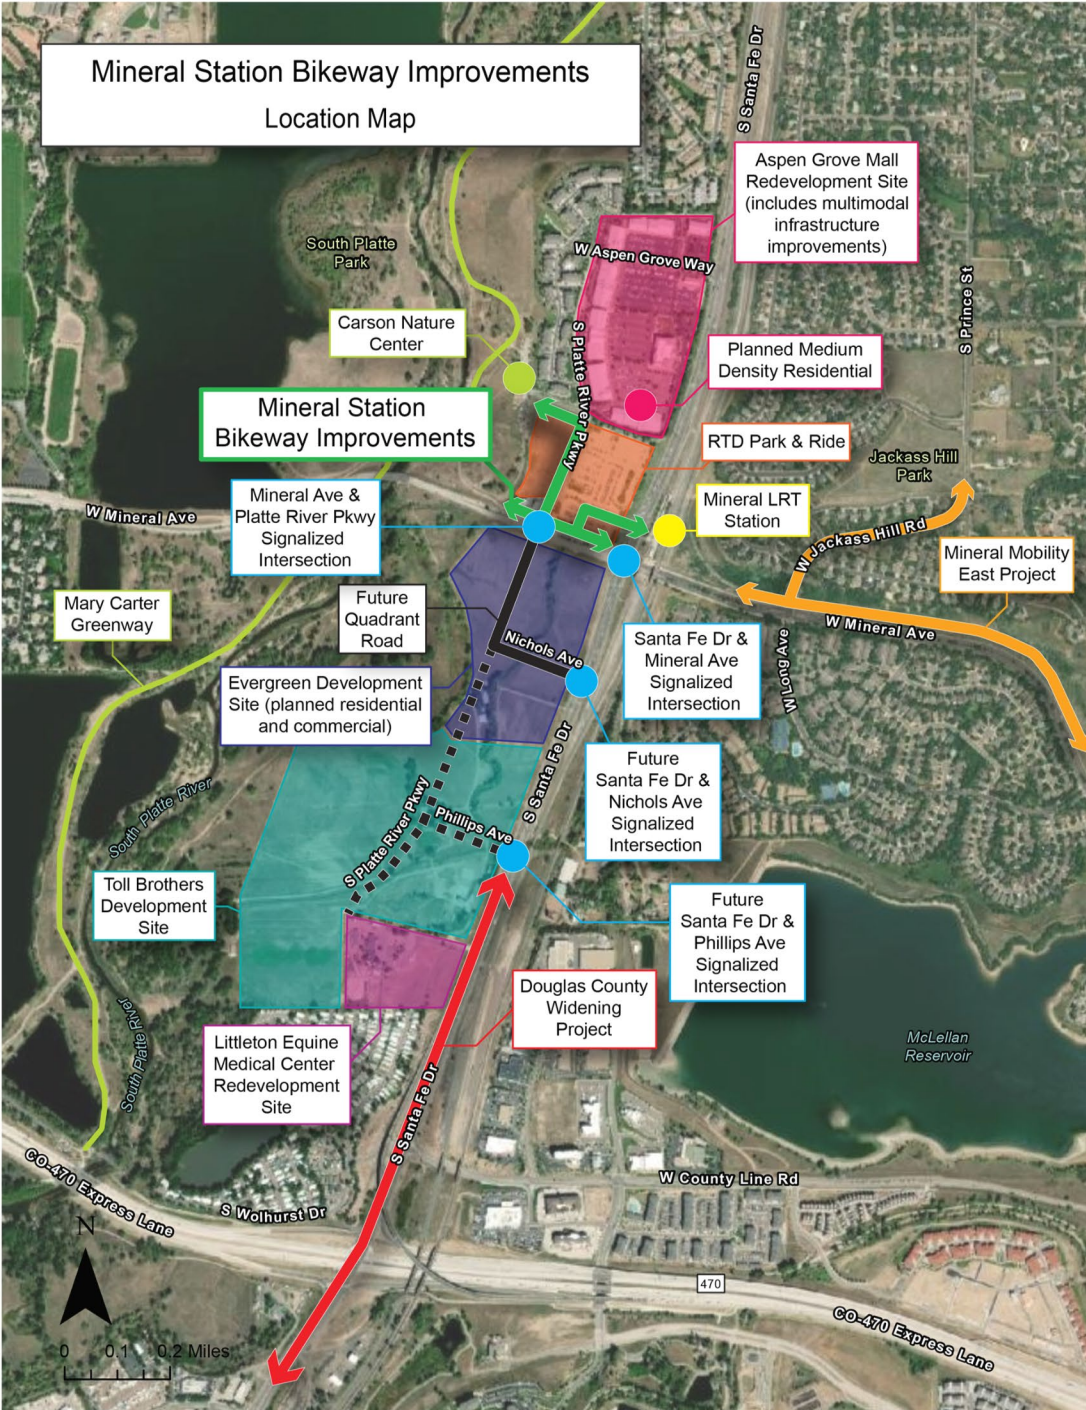 Mineral Station Bikeway Improvements
Location Map
S Santa Fe Dr
Aspen Grove Mall
Redevelopment Site
(includes multimodal
infrastructure
improvements)
South Platte
Park
W Aspen Grove Way
S Prince St
Carson Nature
Center
S Platte River Pkwy
Planned Medium
Density Residential
Mineral Station
Bikeway Improvements
RTD Park & Ride
Jackass Hill
Park
Mineral Ave &
Platte River Pkwy
Signalized
Intersection
W Mineral Ave
Mineral LRT
Station
W Jackass Hill Rd
Mineral Mobility
East Project
Mary Carter
Greenway
Future
Quadrant
Road
Nichols Ave
Santa Fe Dr &
Mineral Ave
Signalized
Intersection
W Mineral Ave
W Long Ave
Evergreen Development
Site (planned residential
and commercial)
S Santa Fe Dr
Future
Santa Fe Dr &
Nichols Ave
Signalized
Intersection
South Platte River
S Platte River Pkwy
Phillips Ave
Toll Brothers
Development
Site
Future
Santa Fe Dr &
Phillips Ave
Signalized
Intersection
Douglas County
Widening
Project
South Platte River
Littleton Equine
Medical Center
Redevelopment
Site
McLellan
Reservoir
S Santa Fe Dr
W County Line Rd
CO-470 Express Lane
S Wolhurst Dr
N
470
CO-470 Express Lane
0 0.1 0.2 Miles